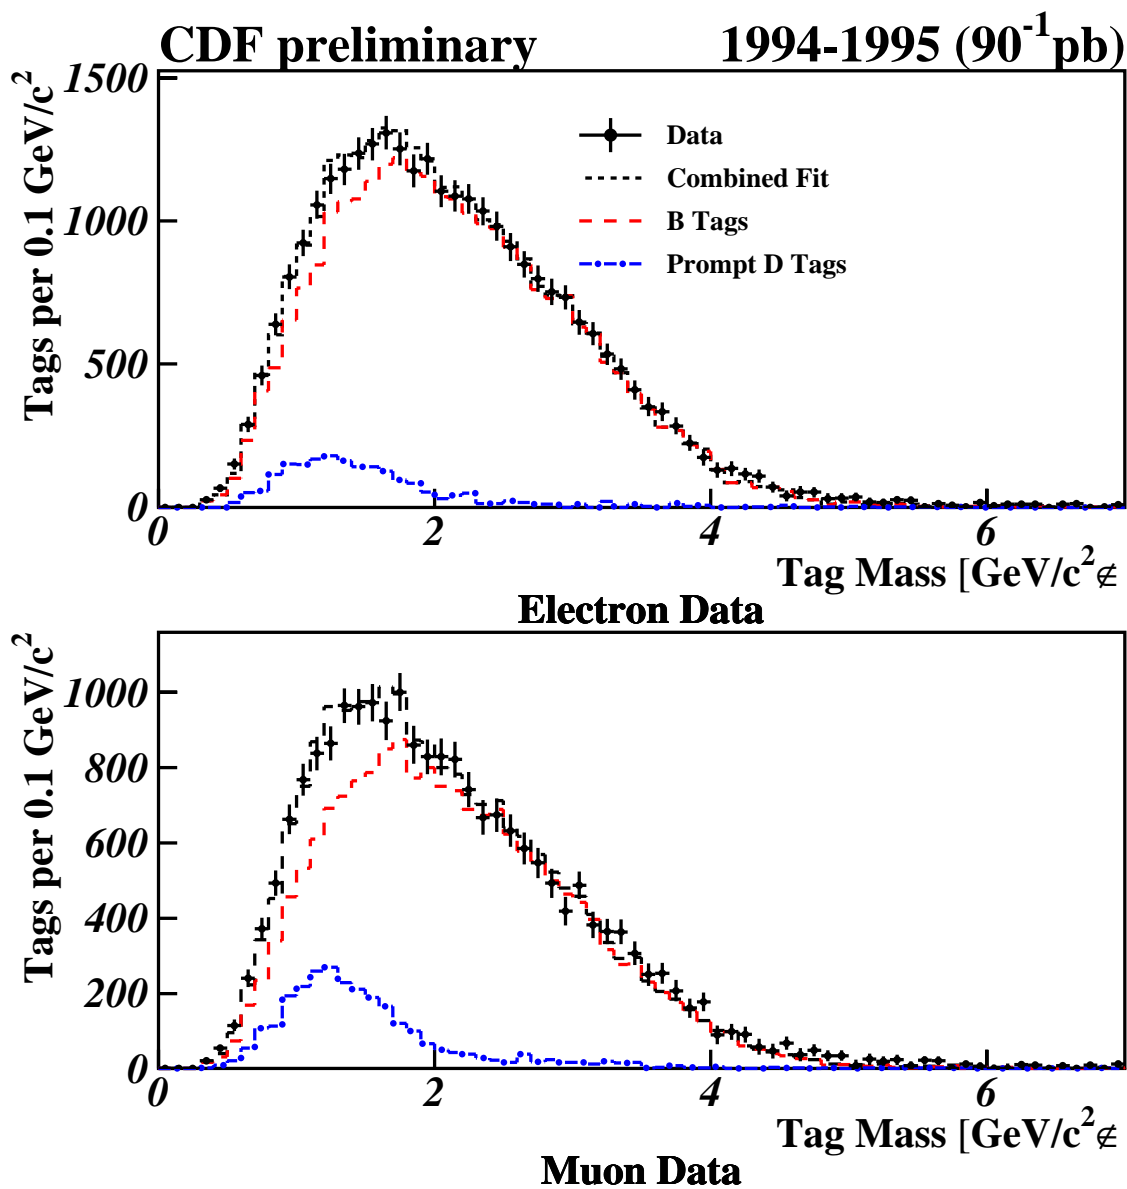 CDF preliminary 1994-1995 (90⁻¹pb)
Tags per 0.1 GeV/c²
1500
1000
500
0
Data
Combined Fit
B Tags
Prompt D Tags
0 2 4 6
Tag Mass [GeV/c²∉
Electron Data
Tags per 0.1 GeV/c²
1000
800
600
400
200
0
0 2 4 6
Tag Mass [GeV/c²∉
Muon Data